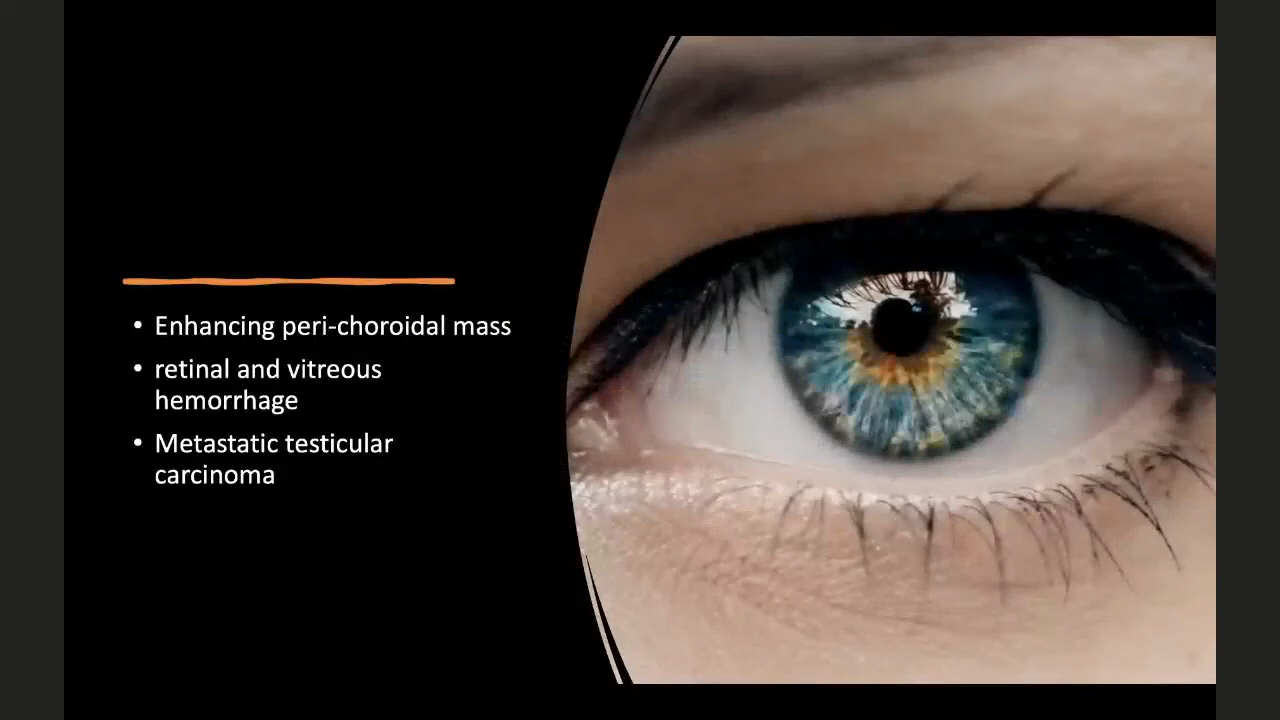 • Enhancing peri-choroidal mass
• retinal and vitreous
hemorrhage
• Metastatic testicular
carcinoma